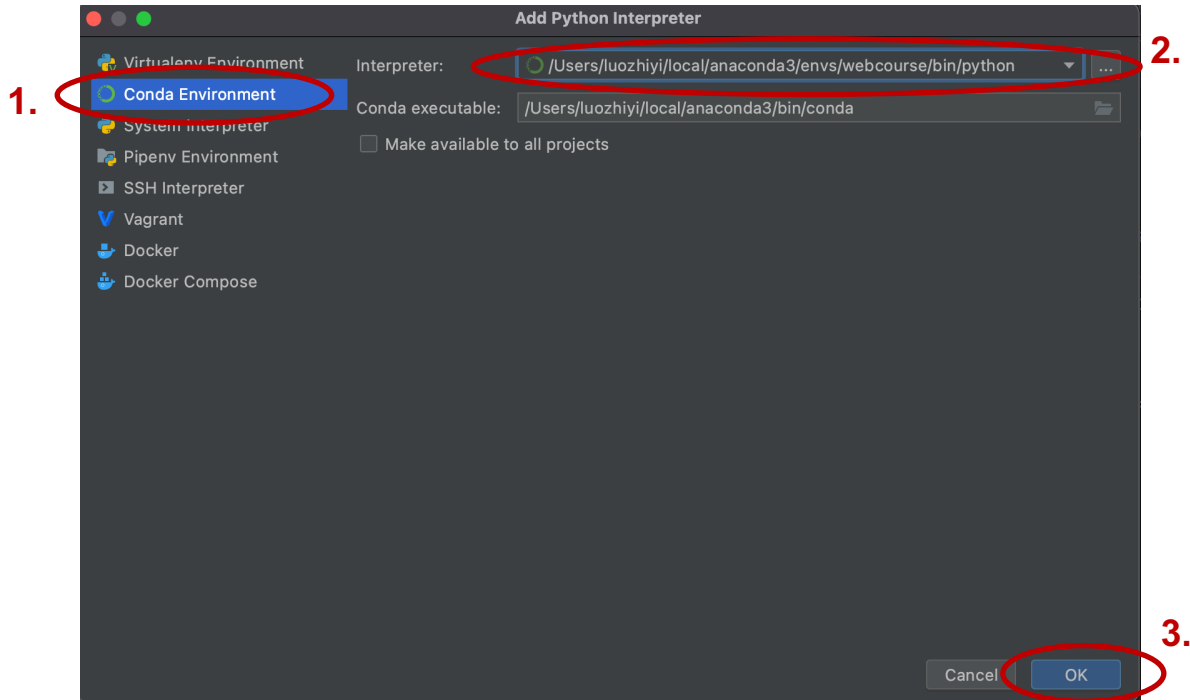 Add Python Interpreter
2.
Virtualenv Environment
Interpreter:
/Users/luozhiyi/local/anaconda3/envs/webcourse/bin/python
...
1.
Conda Environment
Conda executable:
/Users/luozhiyi/local/anaconda3/bin/conda
System Interpreter
Make available to all projects
Pipenv Environment
SSH Interpreter
Vagrant
Docker
Docker Compose
3.
Cancel
OK